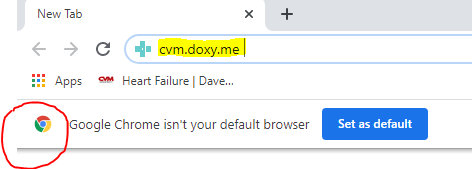 New Tab
cvm.doxy.me
Apps CVM Heart Failure | Dave...
Google Chrome isn't your default browser Set as default